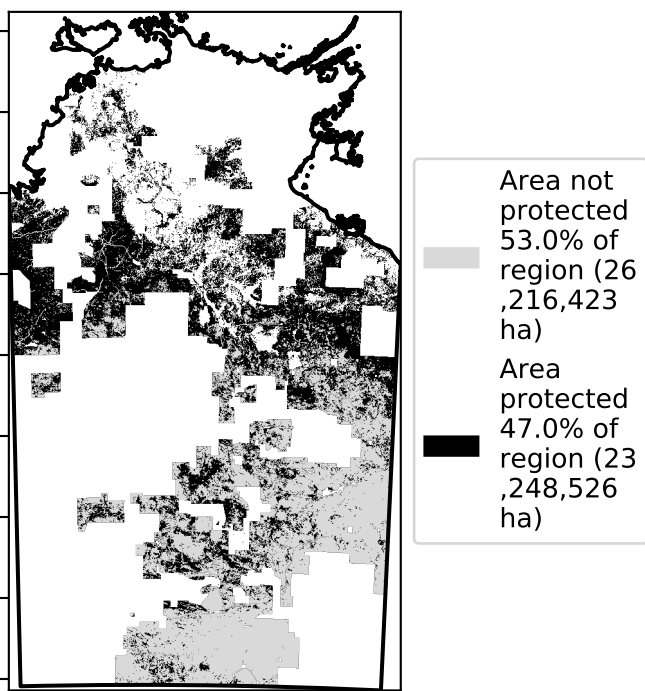 Area not
protected
53.0% of
region (26
,216,423
ha)
Area
protected
47.0% of
region (23
,248,526
ha)